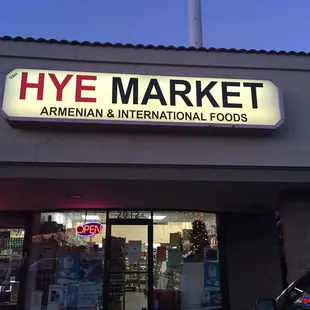 HYE MARKET
ARMENIAN & INTERNATIONAL FOODS
OPEN